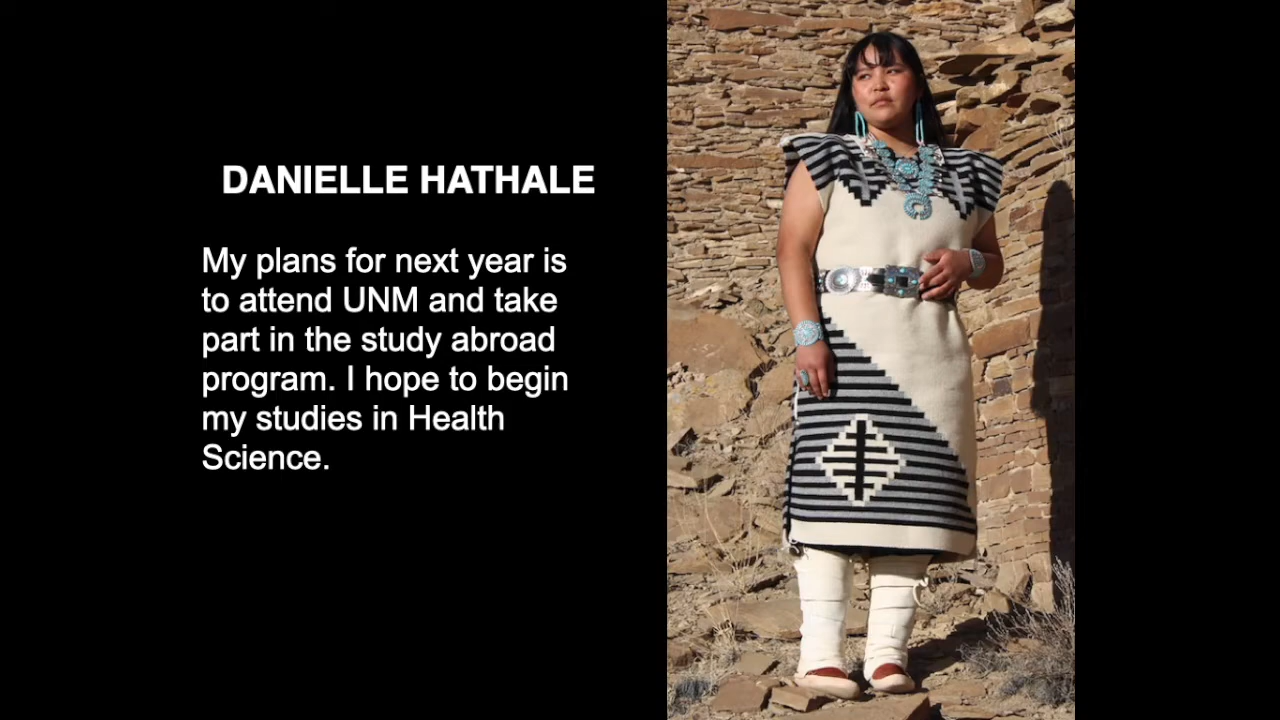 DANIELLE HATHALE
My plans for next year is
to attend UNM and take
part in the study abroad
program. I hope to begin
my studies in Health
Science.